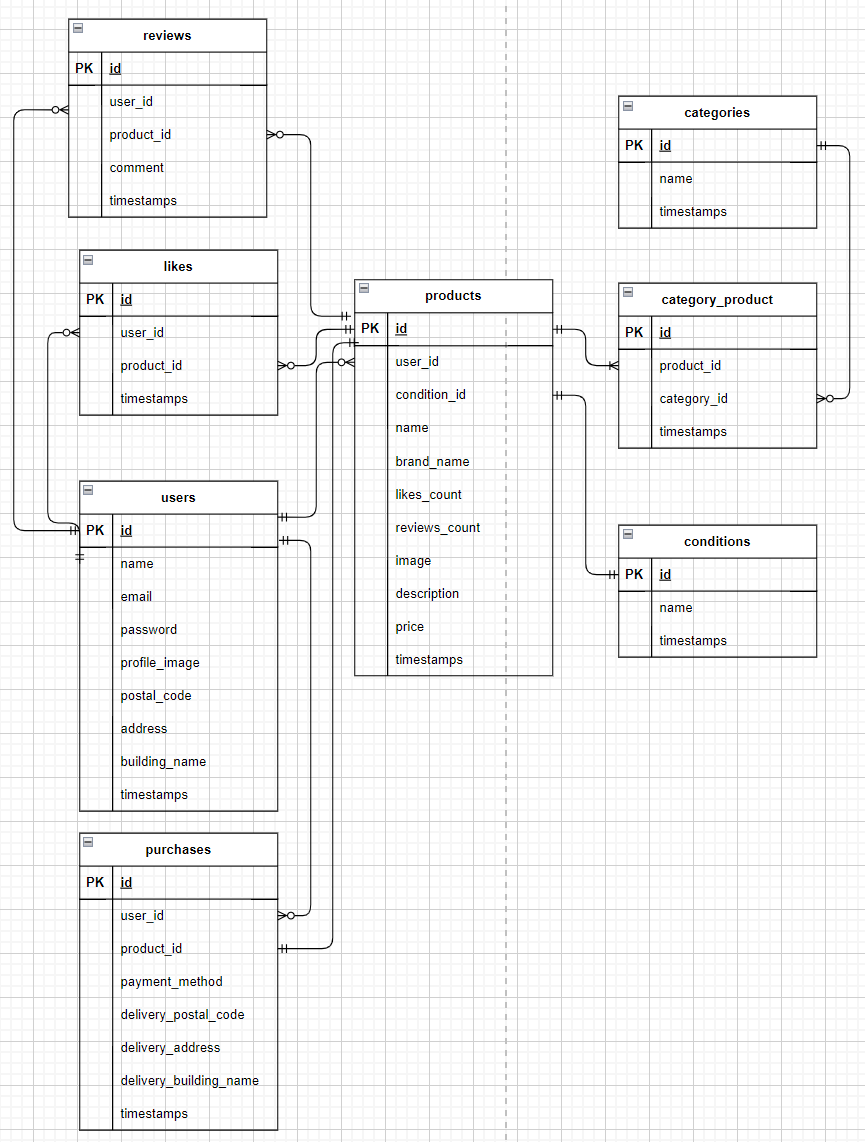 reviews
PK id
user_id
product_id
comment
timestamps
likes
PK id
user_id
product_id
timestamps
users
PK id
name
email
password
profile_image
postal_code
address
building_name
timestamps
purchases
PK id
user_id
product_id
payment_method
delivery_postal_code
delivery_address
delivery_building_name
timestamps
products
PK id
user_id
condition_id
name
brand_name
likes_count
reviews_count
image
description
price
timestamps
categories
PK id
name
timestamps
category_product
PK id
product_id
category_id
timestamps
conditions
PK id
name
timestamps